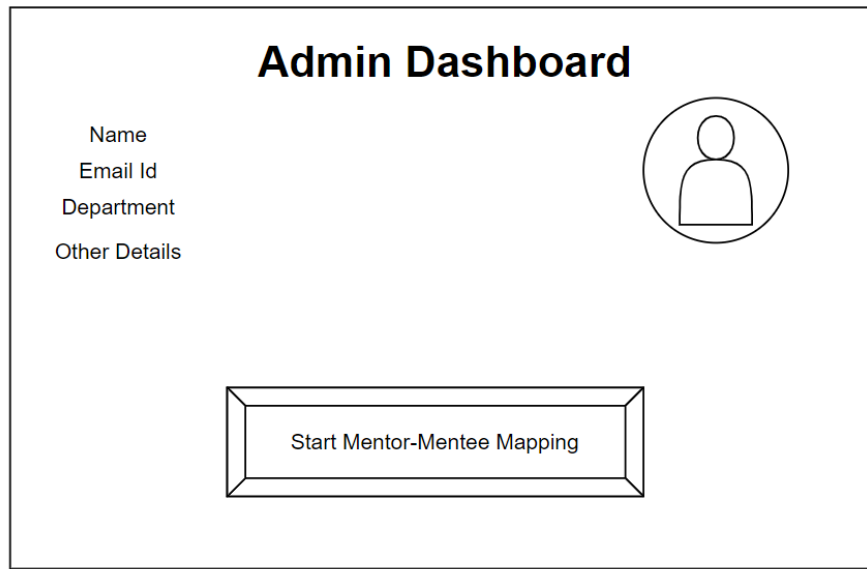 Admin Dashboard
Name
Email Id
Department
Other Details
Start Mentor-Mentee Mapping